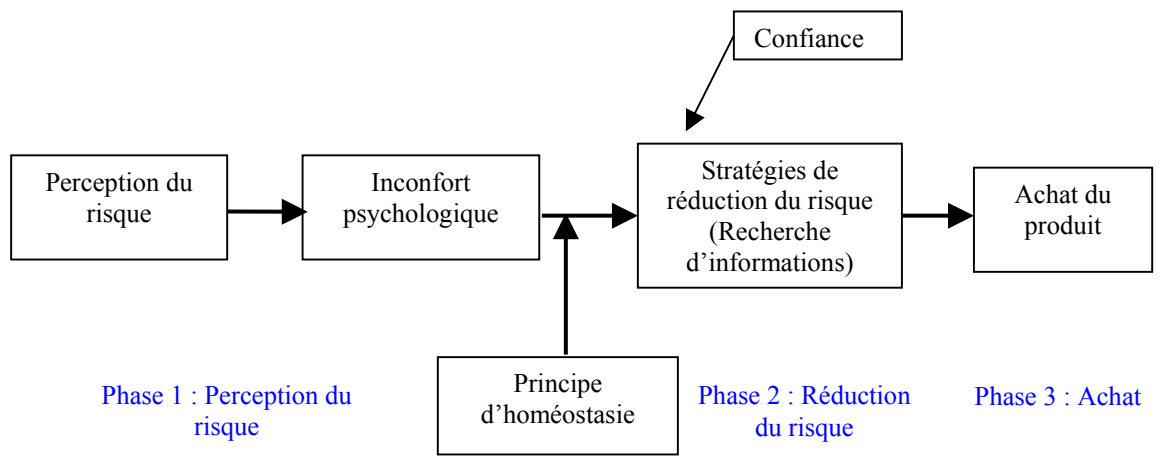 Confiance
Perception du
risque
Inconfort
psychologique
Stratégies de
réduction du risque
(Recherche
d’informations)
Achat du
produit
Principe
d’homéostasie
Phase 1 : Perception du
risque
Phase 2 : Réduction
du risque
Phase 3 : Achat